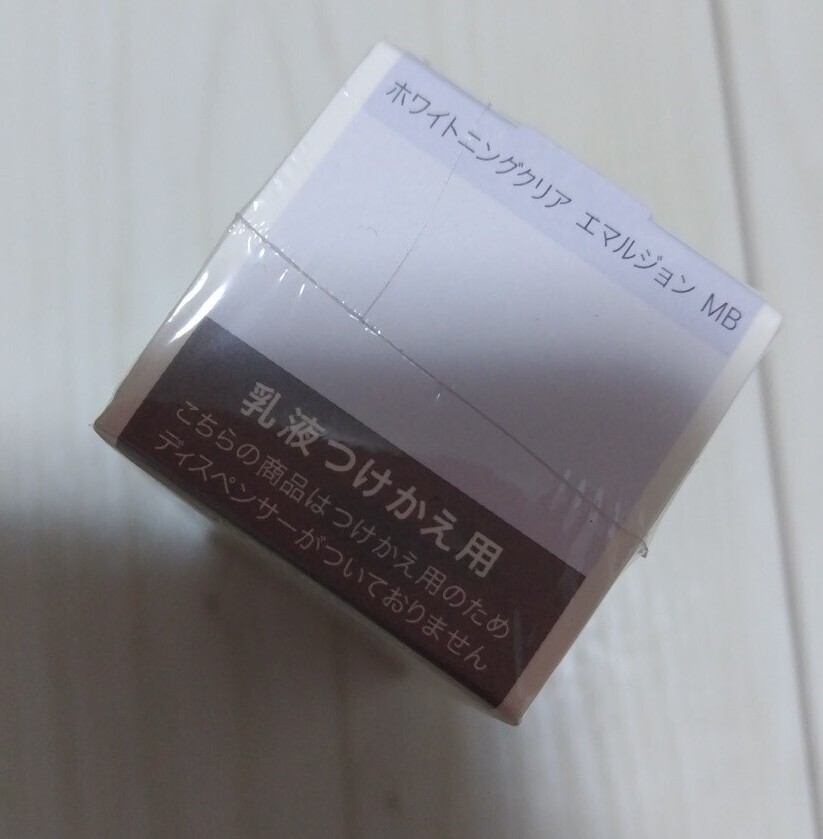 ホワイトニングクリア エマルジョン MB
乳液つけかえ用
こちらの商品はつけかえ用のため
ディスペンサーがついておりません